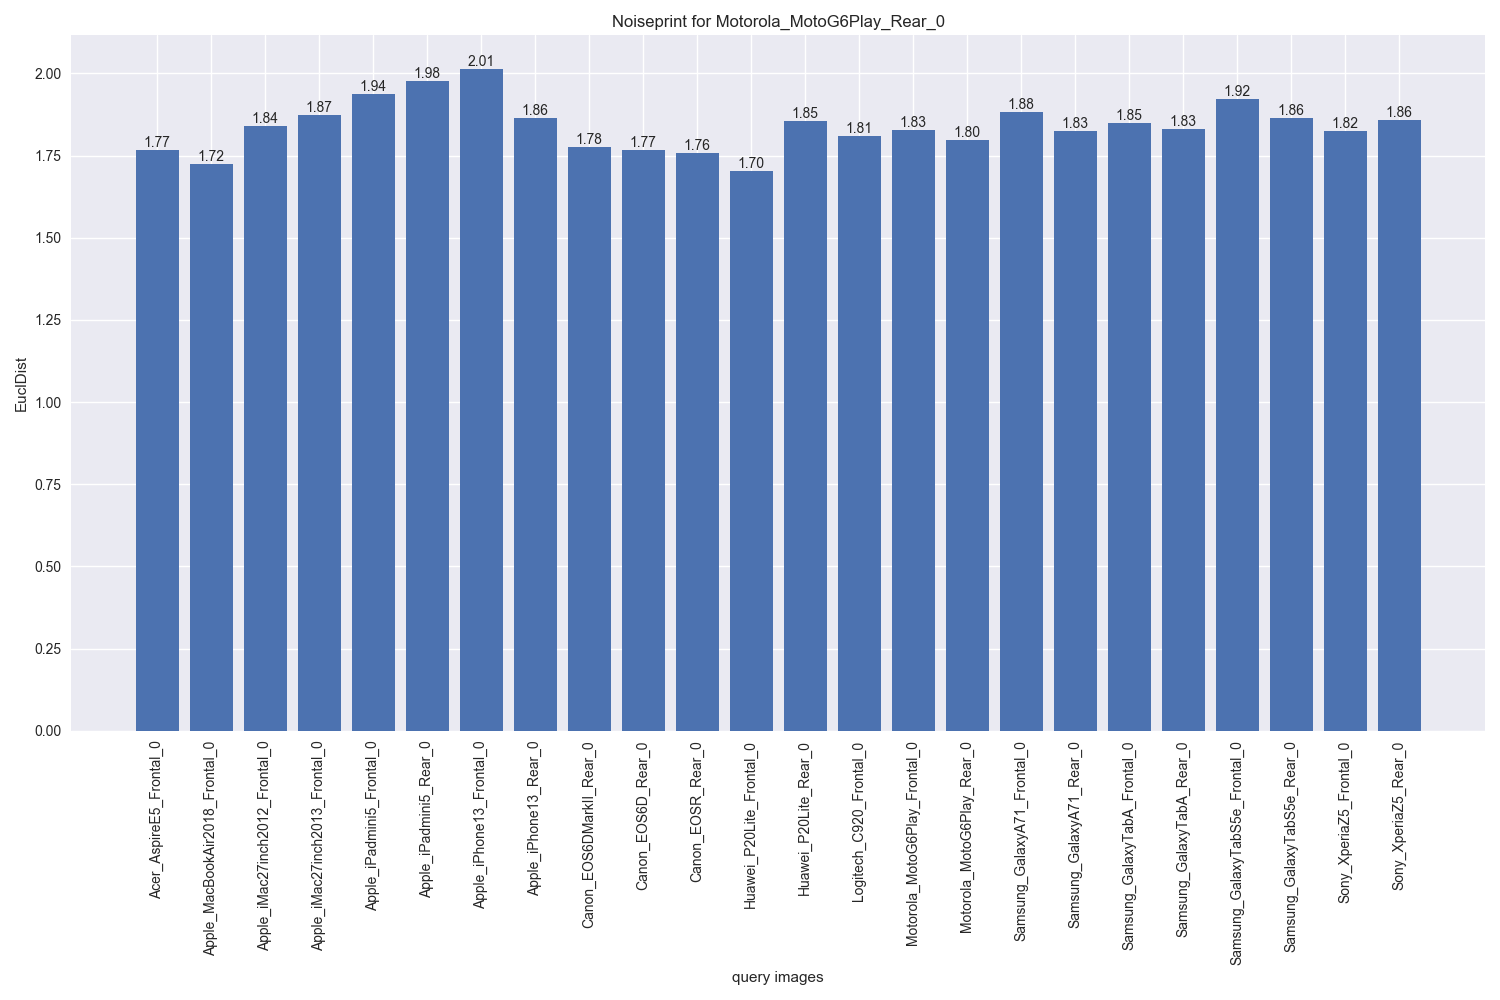 Noiseprint for Motorola_MotoG6Play_Rear_0
EuclDist
2.00
1.75
1.50
1.25
1.00
0.75
0.50
0.25
0.00
1.77
1.72
1.84
1.87
1.94
1.98
2.01
1.86
1.78
1.77
1.76
1.70
1.85
1.81
1.83
1.80
1.88
1.83
1.85
1.83
1.92
1.86
1.82
1.86
Acer_AspireE5_Frontal_0
Apple_MacBookAir2018_Frontal_0
Apple_iMac27inch2012_Frontal_0
Apple_iMac27inch2013_Frontal_0
Apple_iPadmini5_Frontal_0
Apple_iPadmini5_Rear_0
Apple_iPhone13_Frontal_0
Apple_iPhone13_Rear_0
Canon_EOS6DMarkII_Rear_0
Canon_EOS6D_Rear_0
Canon_EOSR_Rear_0
Huawei_P20Lite_Frontal_0
Huawei_P20Lite_Rear_0
Logitech_C920_Frontal_0
Motorola_MotoG6Play_Frontal_0
Motorola_MotoG6Play_Rear_0
Samsung_GalaxyA71_Frontal_0
Samsung_GalaxyA71_Rear_0
Samsung_GalaxyTabA_Frontal_0
Samsung_GalaxyTabA_Rear_0
Samsung_GalaxyTabS5e_Frontal_0
Samsung_GalaxyTabS5e_Rear_0
Sony_XperiaZ5_Frontal_0
Sony_XperiaZ5_Rear_0
query images